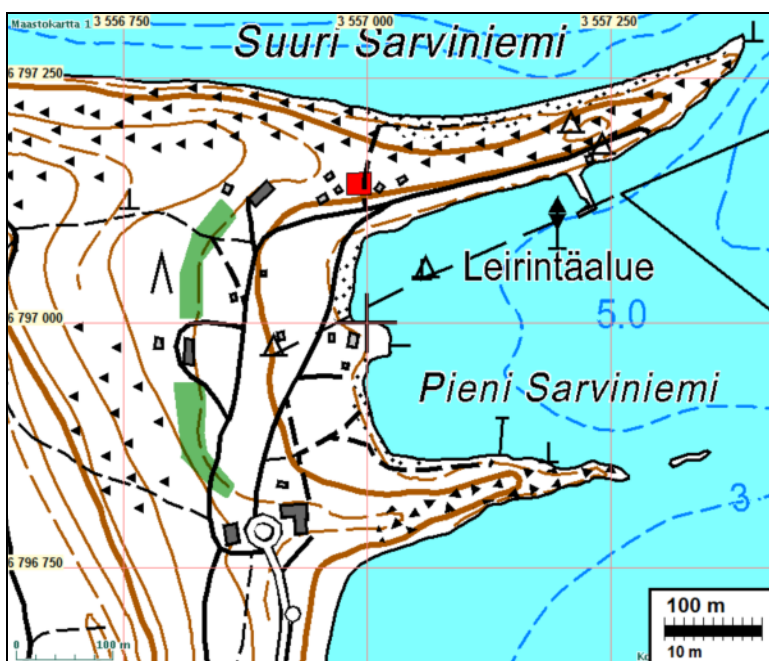 Maastokartta 1
3 556 750
3 557 000
3 557 250
Suuri Sarviniemi
6 797 250
Leirintäalue
6 797 000
5.0
Pieni Sarviniemi
3
6 796 750
100 m
10 m
0
100 m